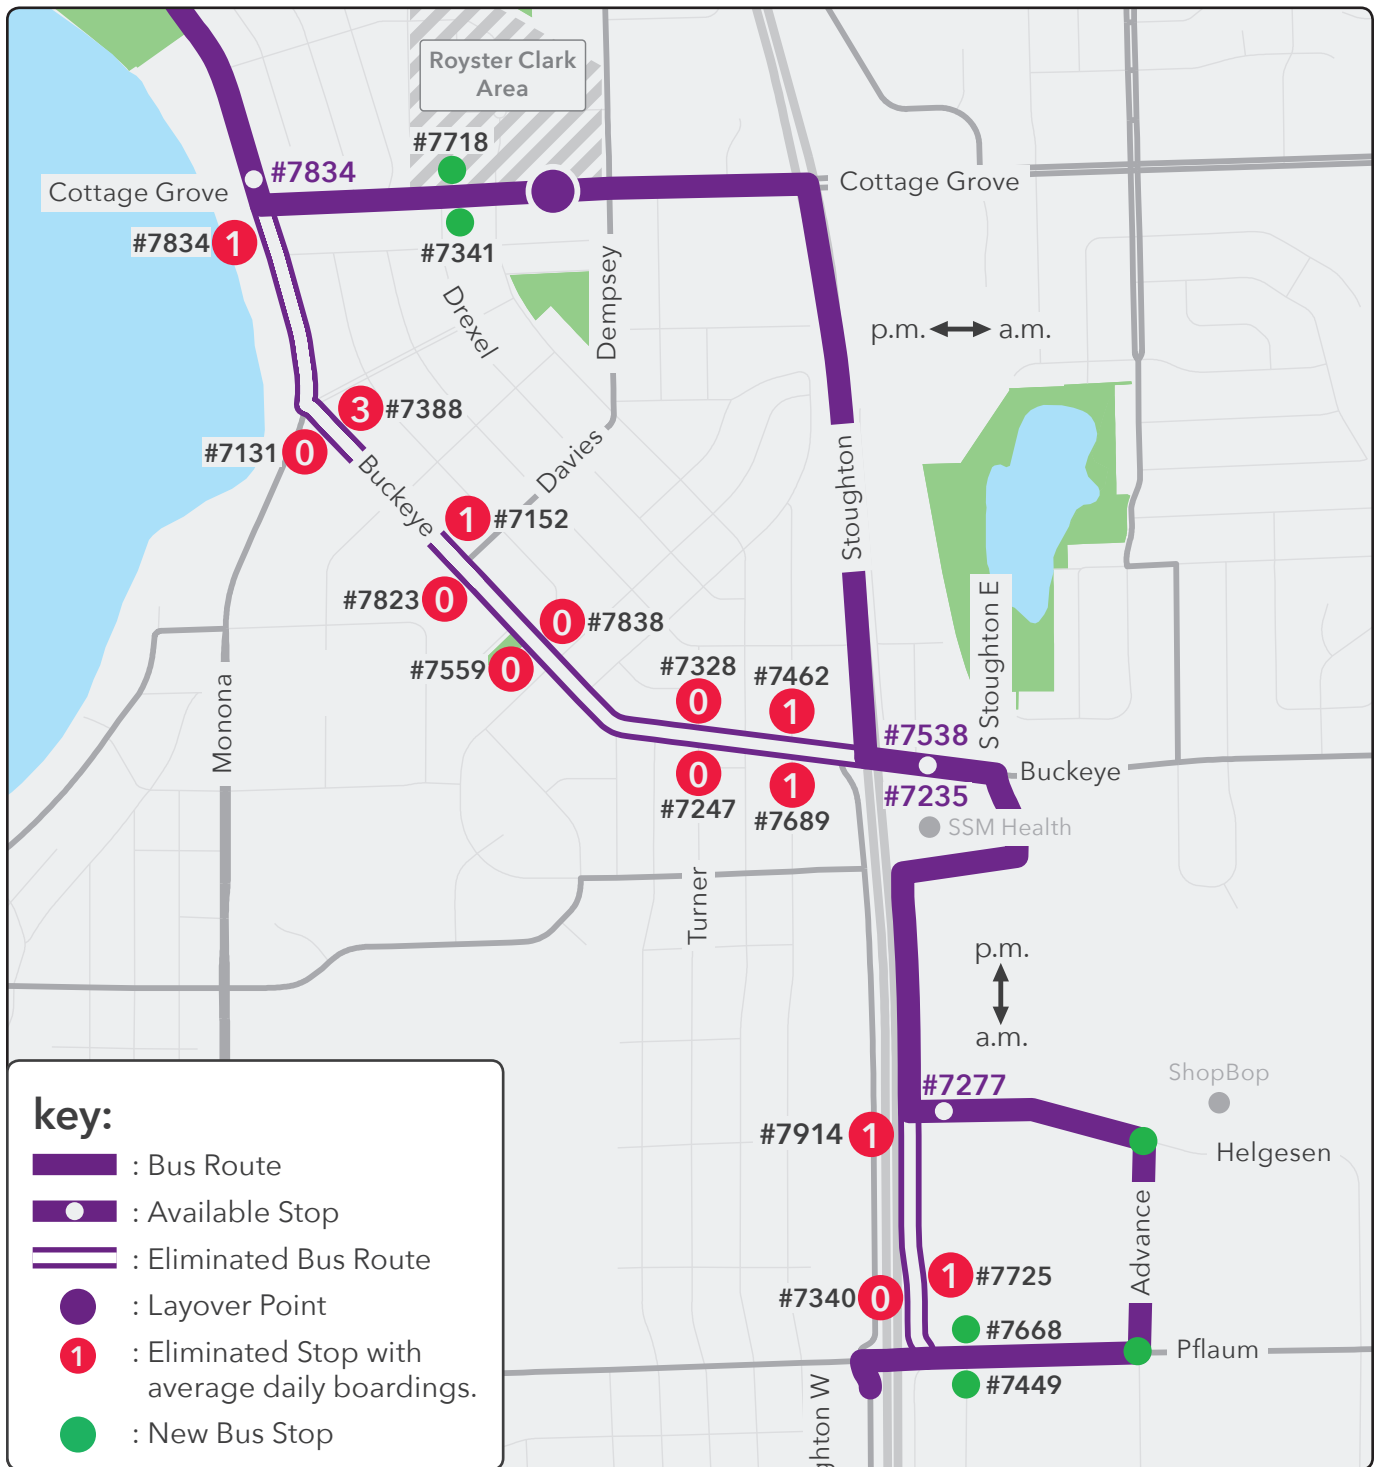 Royster Clark
Area
#7718
#7834
Cottage Grove
Cottage Grove
#7834
1
#7341
Dempsey
Drexel
p.m.
a.m.
3
#7388
#7131
0
Buckeye
Davies
Stoughton
1
#7152
#7823
0
0
#7838
#7559
0
#7328
0
#7462
1
S Stoughton E
Monona
#7538
Buckeye
0
#7247
1
#7689
#7235
SSM Health
Turner
p.m.
a.m.
ShopBop
#7277
#7914
1
Helgesen
Advance
1
#7725
#7340
0
#7668
Pflaum
#7449
ghton W
key:
: Bus Route
: Available Stop
: Eliminated Bus Route
: Layover Point
1
: Eliminated Stop with
average daily boardings.
: New Bus Stop